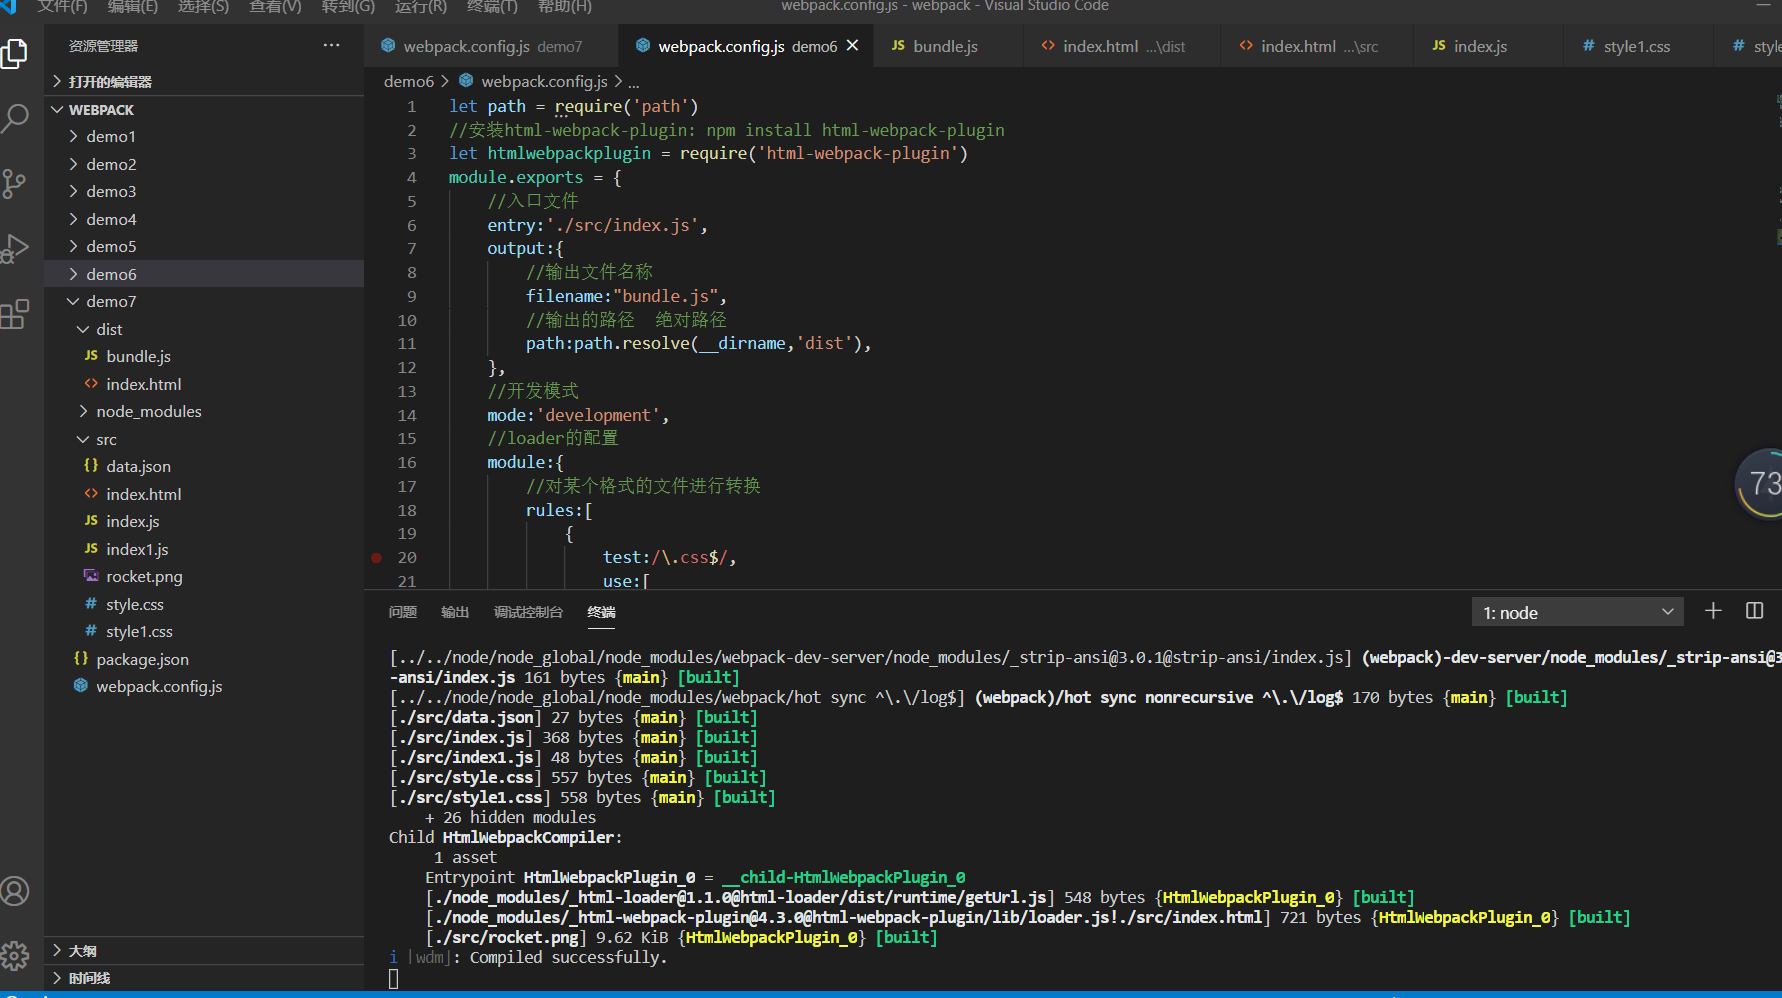 文件(F) 编辑(E) 选择(S) 查看(V) 转到(G) 运行(R) 终端(T) 帮助(H) webpack.config.js - webpack - Visual Studio Code
资源管理器 ···
打开的编辑器
WEBPACK
demo1
demo2
demo3
demo4
demo5
demo6
demo7
dist
JS bundle.js
<> index.html
node_modules
src
{} data.json
<> index.html
JS index.js
JS index1.js
rocket.png
# style.css
# style1.css
{} package.json
webpack.config.js
大纲
时间线
webpack.config.js demo7
webpack.config.js demo6
JS bundle.js
<> index.html ...\dist
<> index.html ...\src
JS index.js
# style1.css
# style
demo6 > webpack.config.js > ...
1 let path = require('path')
2 //安装html-webpack-plugin: npm install html-webpack-plugin
3 let htmlwebpackplugin = require('html-webpack-plugin')
4 module.exports = {
5 //入口文件
6 entry:'./src/index.js',
7 output:{
8 //输出文件名称
9 filename:"bundle.js",
10 //输出的路径 绝对路径
11 path:path.resolve(__dirname,'dist'),
12 },
13 //开发模式
14 mode:'development',
15 //loader的配置
16 module:{
17 //对某个格式的文件进行转换
18 rules:[
19 {
20 test:/\.css$/,
21 use:[
73
问题 输出 调试控制台 终端 1: node
[../../node/node_global/node_modules/webpack-dev-server/node_modules/_strip-ansi@3.0.1@strip-ansi/index.js] (webpack)-dev-server/node_modules/_strip-ansi@3
-ansi/index.js 161 bytes {main} [built]
[../../node/node_global/node_modules/webpack/hot sync ^\.\/log$] (webpack)/hot sync nonrecursive ^\.\/log$ 170 bytes {main} [built]
[./src/data.json] 27 bytes {main} [built]
[./src/index.js] 368 bytes {main} [built]
[./src/index1.js] 48 bytes {main} [built]
[./src/style.css] 557 bytes {main} [built]
[./src/style1.css] 558 bytes {main} [built]
+ 26 hidden modules
Child HtmlWebpackCompiler:
1 asset
Entrypoint HtmlWebpackPlugin_0 = __child-HtmlWebpackPlugin_0
[./node_modules/_html-loader@1.1.0@html-loader/dist/runtime/getUrl.js] 548 bytes {HtmlWebpackPlugin_0} [built]
[./node_modules/_html-webpack-plugin@4.3.0@html-webpack-plugin/lib/loader.js!./src/index.html] 721 bytes {HtmlWebpackPlugin_0} [built]
[./src/rocket.png] 9.62 KiB {HtmlWebpackPlugin_0} [built]
i ｢wdm｣: Compiled successfully.